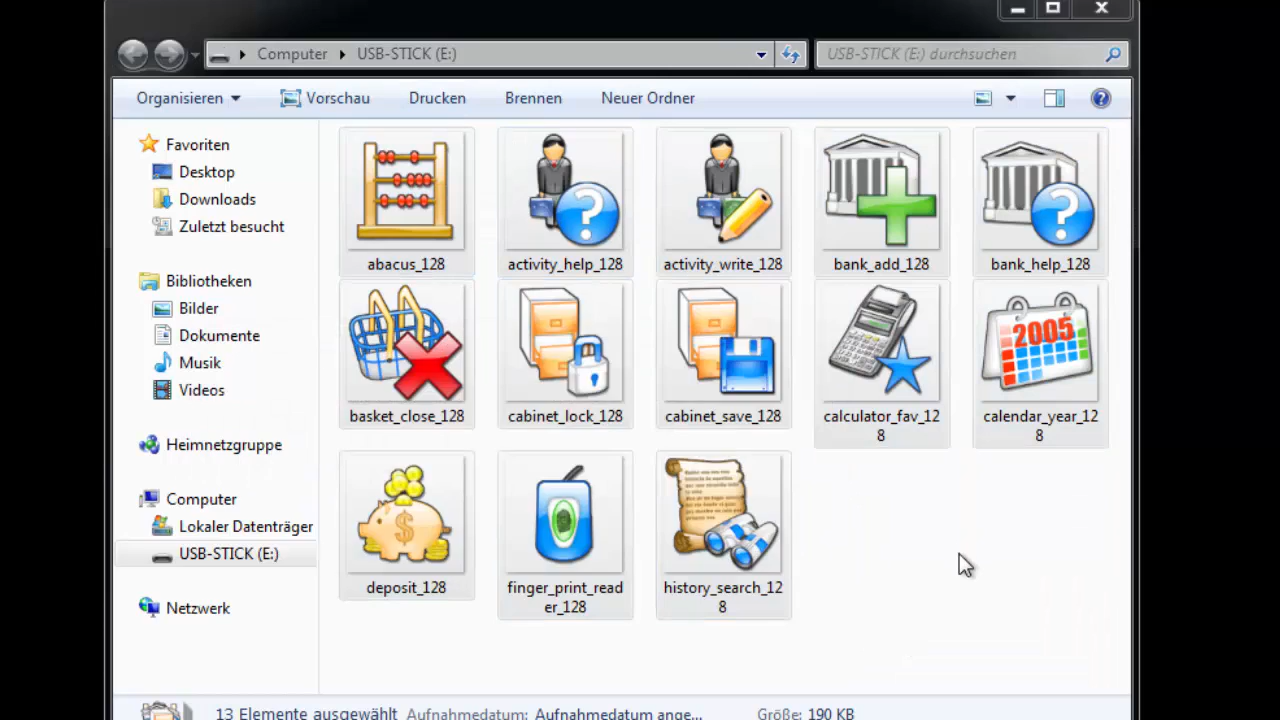 Computer USB-STICK (E:) USB-STICK (E:) durchsuchen
Organisieren Vorschau Drucken Brennen Neuer Ordner
Favoriten
Desktop
Downloads
Zuletzt besucht
Bibliotheken
Bilder
Dokumente
Musik
Videos
Heimnetzgruppe
Computer
Lokaler Datenträger
USB-STICK (E:)
Netzwerk
abacus_128
activity_help_128
activity_write_128
bank_add_128
bank_help_128
2005
basket_close_128
cabinet_lock_128
cabinet_save_128
calculator_fav_12
8
calendar_year_12
8
deposit_128
finger_print_read
er_128
history_search_12
8
13 Elemente ausgewählt Aufnahmedatum: Aufnahmedatum ange... Größe: 190 KB